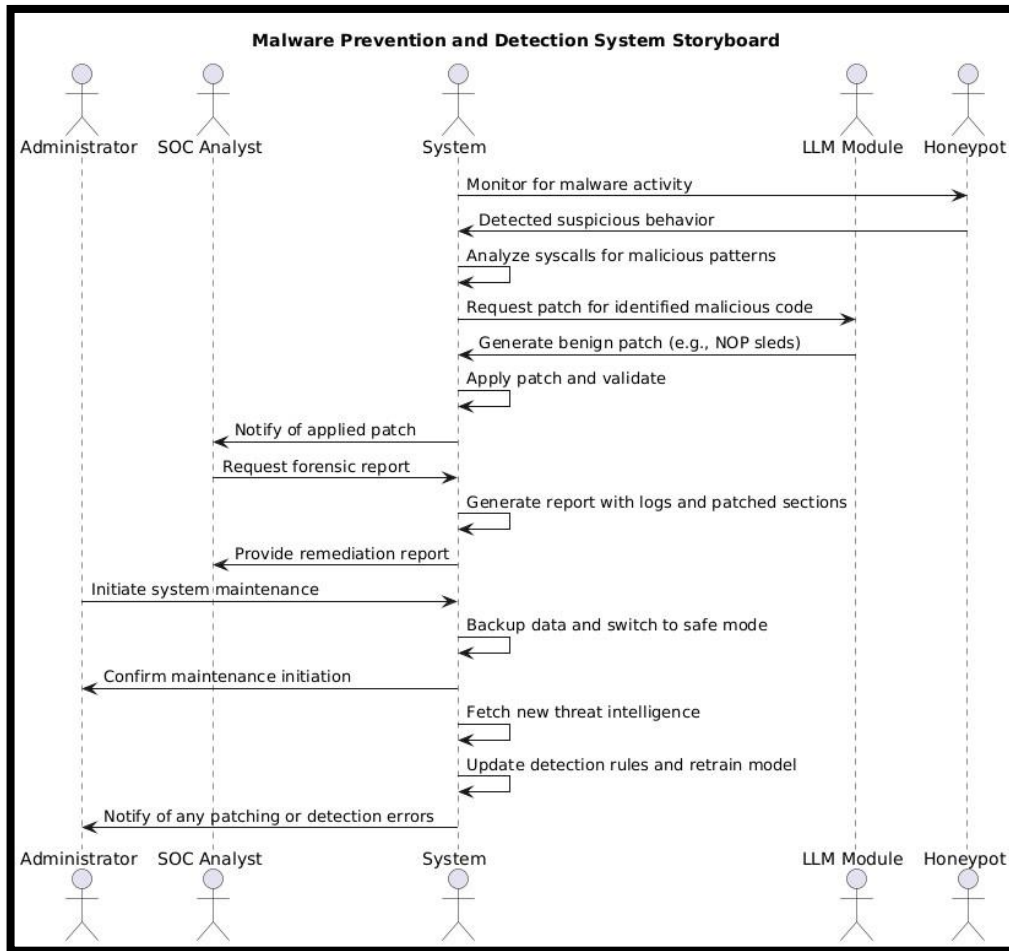 Malware Prevention and Detection System Storyboard
Administrator SOC Analyst System LLM Module Honeypot
Monitor for malware activity
Detected suspicious behavior
Analyze syscalls for malicious patterns
Request patch for identified malicious code
Generate benign patch (e.g., NOP sleds)
Apply patch and validate
Notify of applied patch
Request forensic report
Generate report with logs and patched sections
Provide remediation report
Initiate system maintenance
Backup data and switch to safe mode
Confirm maintenance initiation
Fetch new threat intelligence
Update detection rules and retrain model
Notify of any patching or detection errors
Administrator SOC Analyst System LLM Module Honeypot